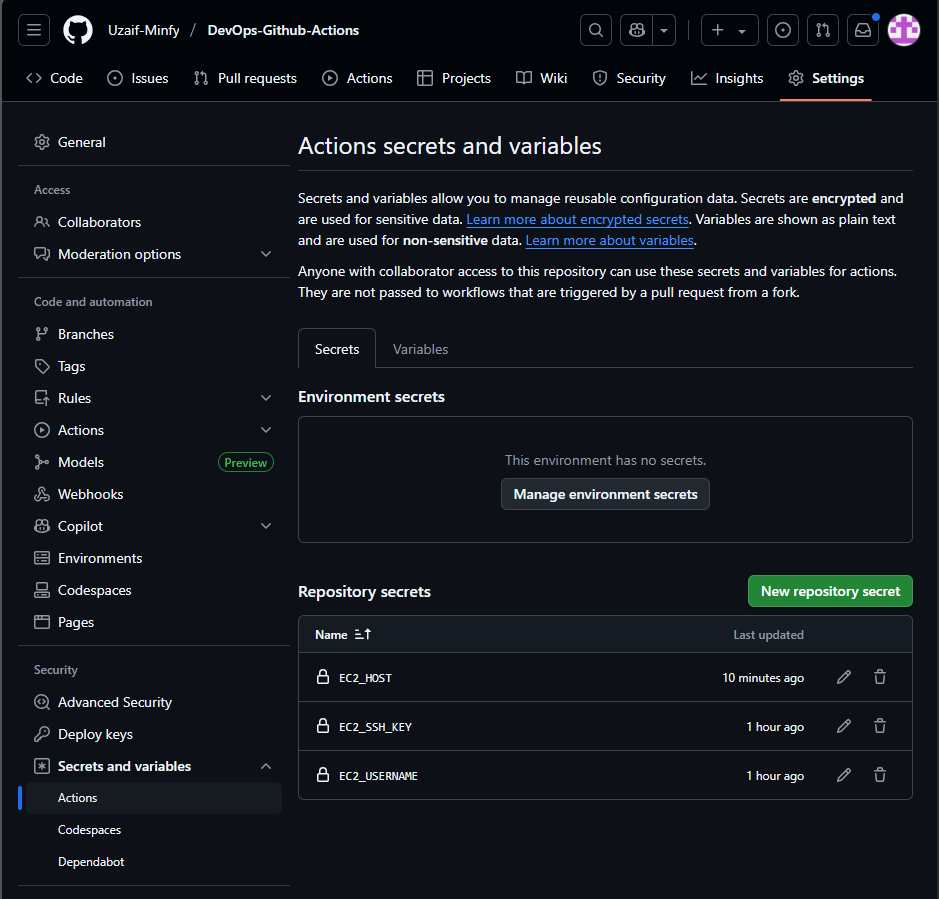 Uzaif-Minfy / DevOps-Github-Actions
Code Issues Pull requests Actions Projects Wiki Security Insights Settings
General
Access
Collaborators
Moderation options
Code and automation
Branches
Tags
Rules
Actions
Models Preview
Webhooks
Copilot
Environments
Codespaces
Pages
Security
Advanced Security
Deploy keys
Secrets and variables
Actions
Codespaces
Dependabot
Actions secrets and variables
Secrets and variables allow you to manage reusable configuration data. Secrets are encrypted and
are used for sensitive data. Learn more about encrypted secrets. Variables are shown as plain text
and are used for non-sensitive data. Learn more about variables.
Anyone with collaborator access to this repository can use these secrets and variables for actions.
They are not passed to workflows that are triggered by a pull request from a fork.
Secrets Variables
Environment secrets
This environment has no secrets.
Manage environment secrets
Repository secrets New repository secret
Name Last updated
EC2_HOST 10 minutes ago
EC2_SSH_KEY 1 hour ago
EC2_USERNAME 1 hour ago